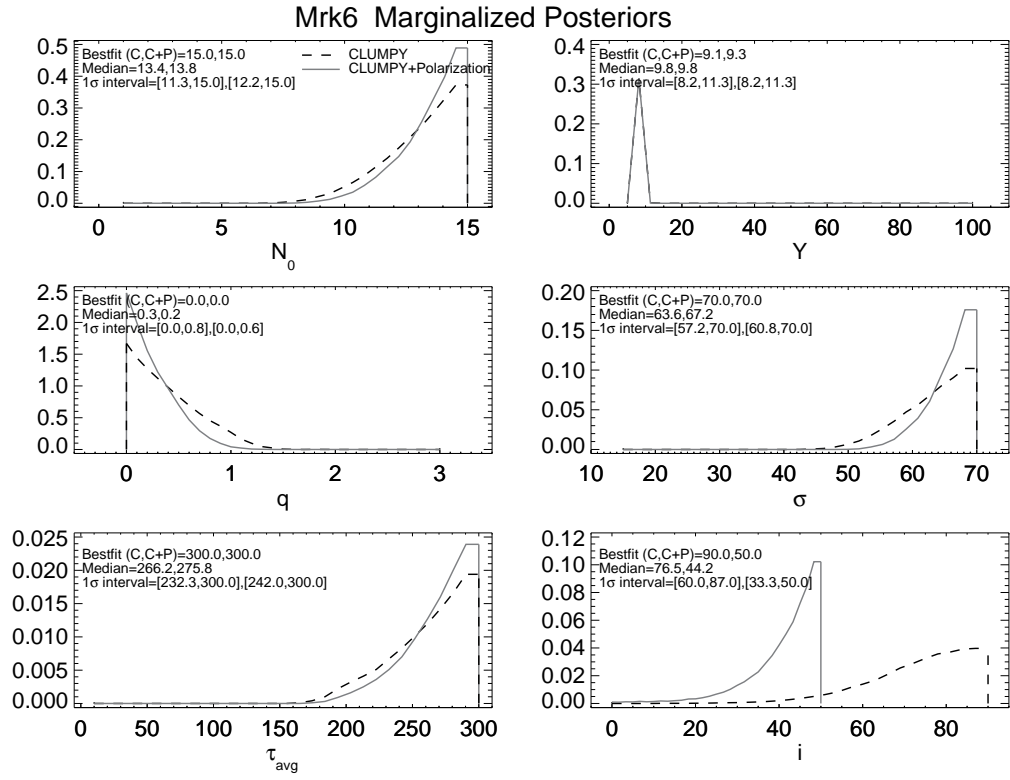 Mrk6 Marginalized Posteriors
Bestfit (C,C+P)=15.0,15.0
Median=13.4,13.8
1σ interval=[11.3,15.0],[12.2,15.0]
CLUMPY
CLUMPY+Polarization
0.5
0.4
0.3
0.2
0.1
0.0
0 5 10 15
N0
Bestfit (C,C+P)=9.1,9.3
Median=9.8,9.8
1σ interval=[8.2,11.3],[8.2,11.3]
0.4
0.3
0.2
0.1
0.0
0 20 40 60 80 100
Y
Bestfit (C,C+P)=0.0,0.0
Median=0.3,0.2
1σ interval=[0.0,0.8],[0.0,0.6]
2.5
2.0
1.5
1.0
0.5
0.0
0 1 2 3
q
Bestfit (C,C+P)=70.0,70.0
Median=63.6,67.2
1σ interval=[57.2,70.0],[60.8,70.0]
0.20
0.15
0.10
0.05
0.00
10 20 30 40 50 60 70
σ
Bestfit (C,C+P)=300.0,300.0
Median=266.2,275.8
1σ interval=[232.3,300.0],[242.0,300.0]
0.025
0.020
0.015
0.010
0.005
0.000
0 50 100 150 200 250 300
τavg
Bestfit (C,C+P)=90.0,50.0
Median=76.5,44.2
1σ interval=[60.0,87.0],[33.3,50.0]
0.12
0.10
0.08
0.06
0.04
0.02
0.00
0 20 40 60 80
i